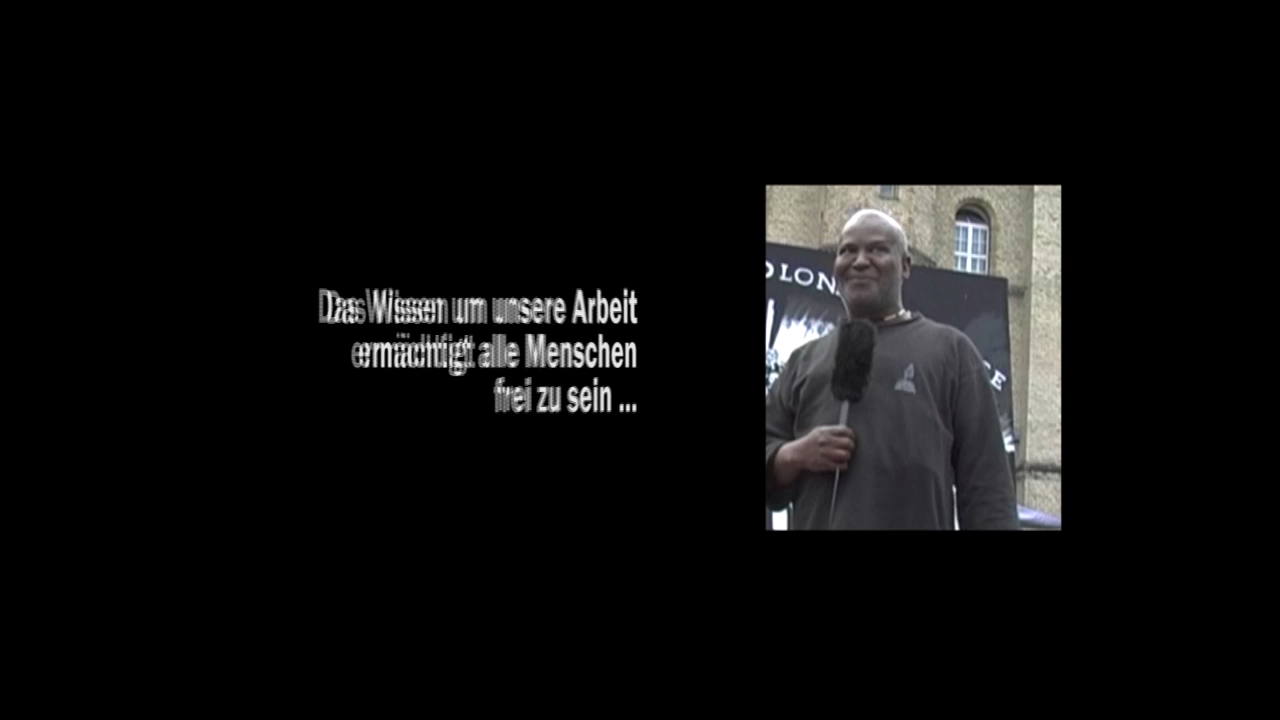 Das Wissen um unsere Arbeit
ermächtigt alle Menschen
frei zu sein ...